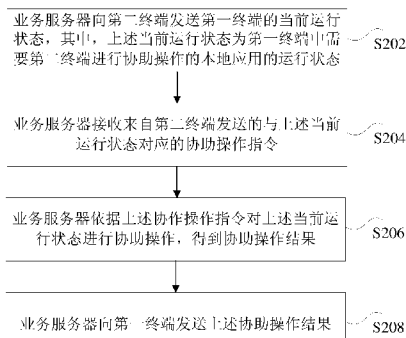 业务服务器向第二终端发送第一终端的当前运行
状态，其中，上述当前运行状态为第一终端中需
要第二终端进行协助操作的本地应用的运行状态
S202
业务服务器接收来自第二终端发送的与上述当前
运行状态对应的协助操作指令
S204
业务服务器依据上述协作操作指令对上述当前运
行状态进行协助操作，得到协助操作结果
S206
业务服务器向第一终端发送上述协助操作结果
S208